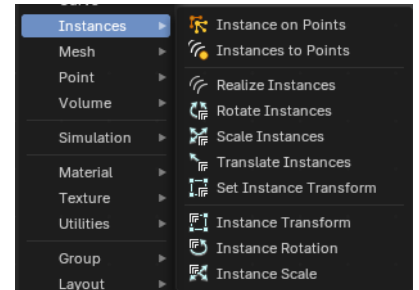 Curve
Instances
Mesh
Point
Volume
Simulation
Material
Texture
Utilities
Group
Layout
Instance on Points
Instances to Points
Realize Instances
Rotate Instances
Scale Instances
Translate Instances
Set Instance Transform
Instance Transform
Instance Rotation
Instance Scale